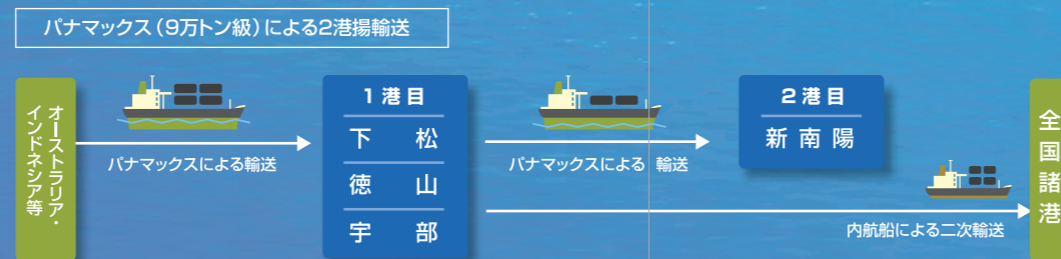 パナマックス（9万トン級）による2港揚輸送
オーストラリア・
インドネシア等
パナマックスによる輸送
1港目
下 松
徳 山
宇 部
パナマックスによる 輸送
2港目
新南陽
内航船による二次輸送
全国諸港